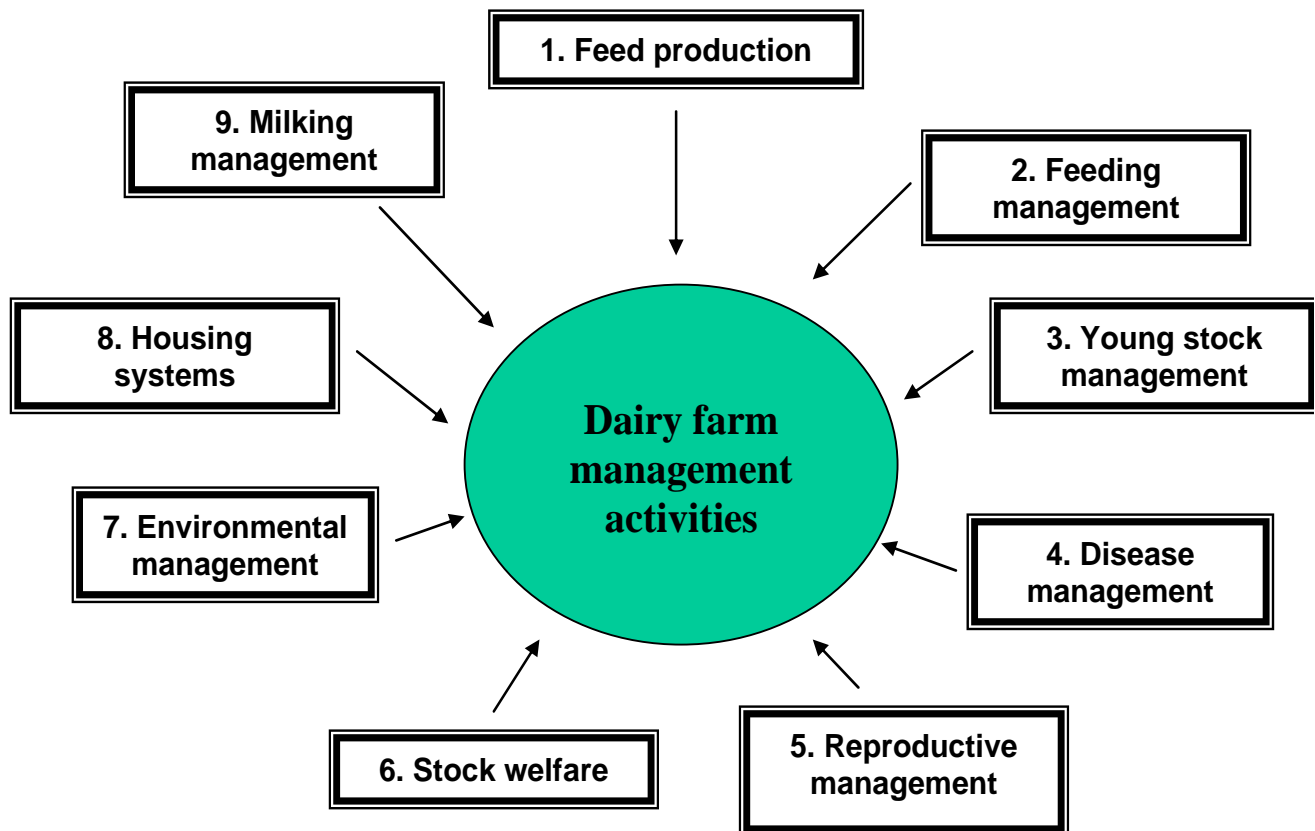 1. Feed production
2. Feeding
management
3. Young stock
management
4. Disease
management
5. Reproductive
management
6. Stock welfare
7. Environmental
management
8. Housing
systems
9. Milking
management
Dairy farm
management
activities